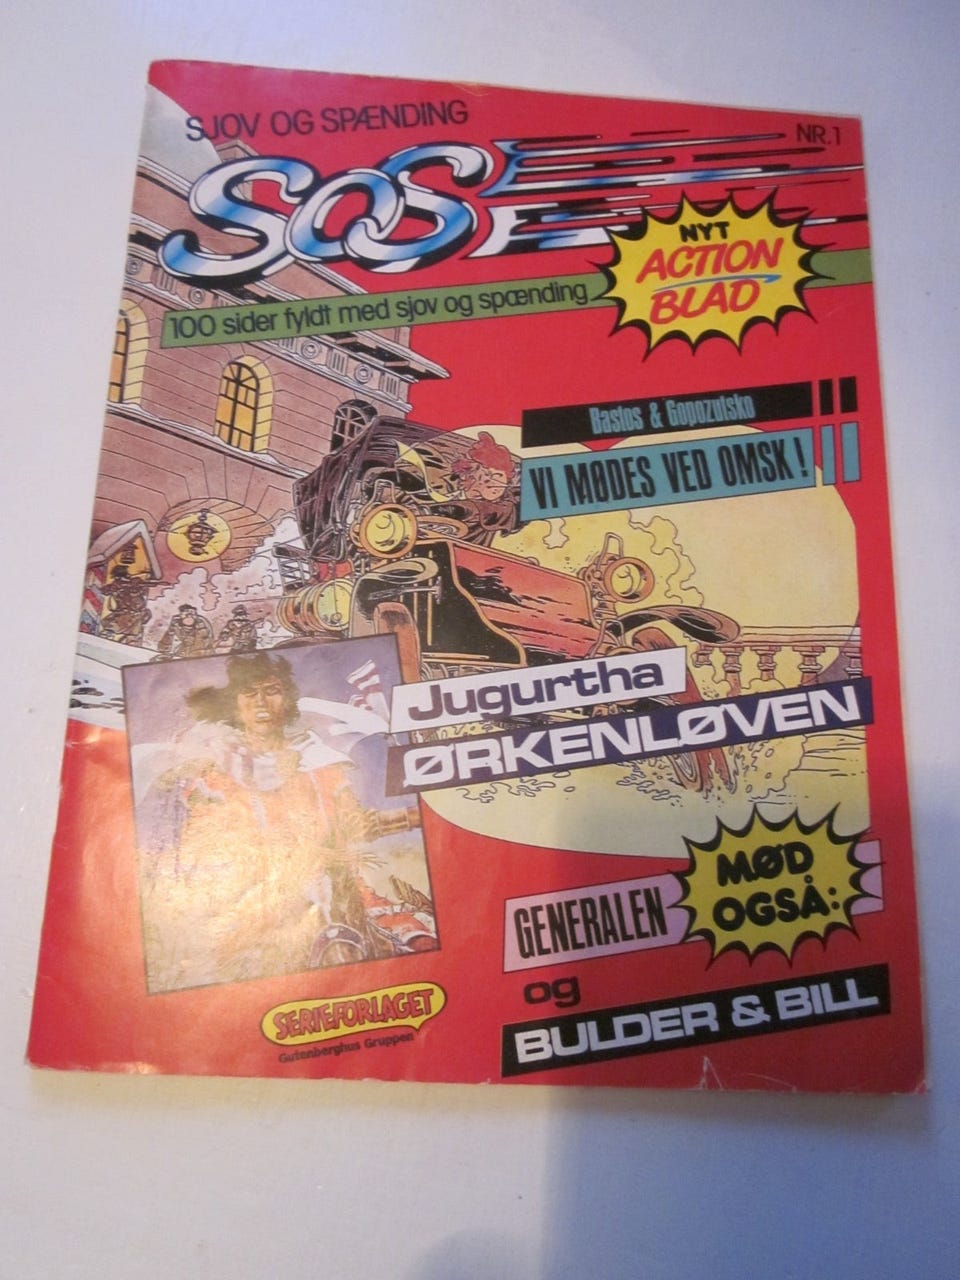 SJOV OG SPÆNDING
NR.1
SOS
NYT
ACTION
BLAD
100 sider fyldt med sjov og spænding
Bastos & Gopozutsko
VI MØDES VED OMSK!
Jugurtha
ØRKENLØVEN
MØD
OGSÅ:
GENERALEN
og
BULDER & BILL
SERIEFORLAGET
Gutenberghus Gruppen